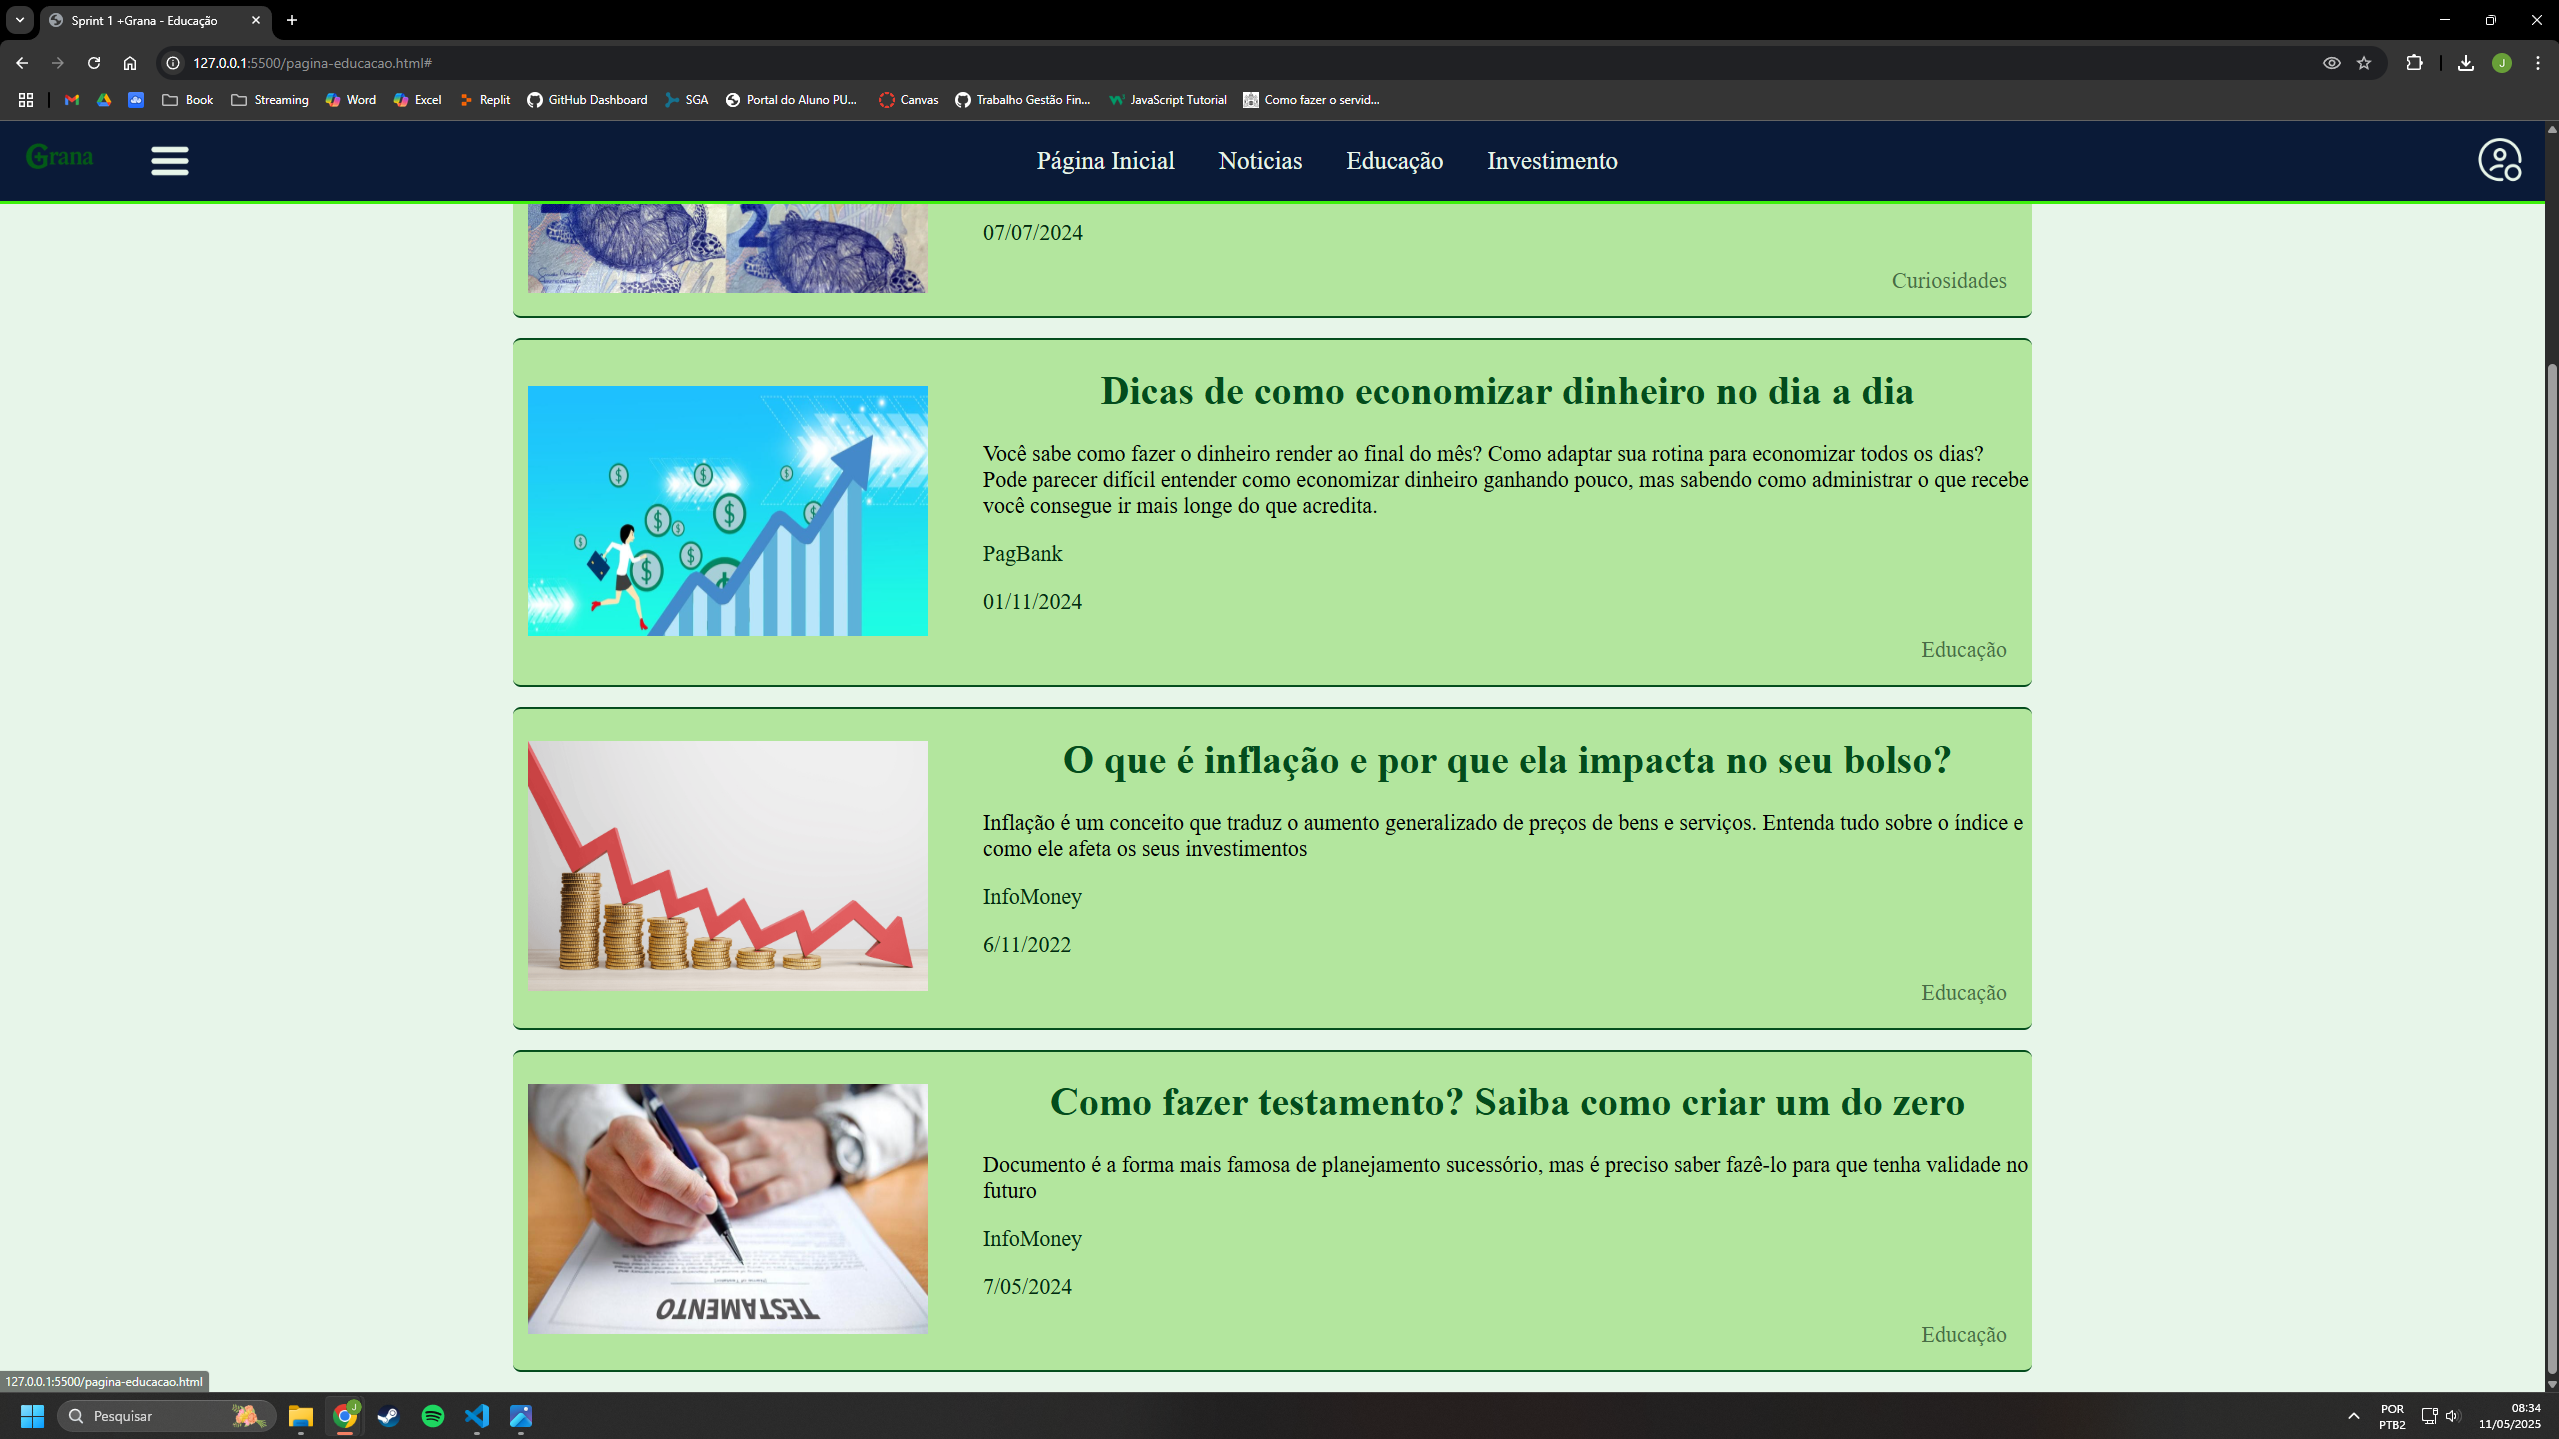 Sprint 1 +Grana - Educação
127.0.0.1:5500/pagina-educacao.html#
J
Book
Streaming
Word
Excel
Replit
GitHub Dashboard
SGA
Portal do Aluno PU...
Canvas
Trabalho Gestão Fin...
JavaScript Tutorial
Como fazer o servid...
Grana
Página Inicial
Noticias
Educação
Investimento
2
07/07/2024
Curiosidades
Dicas de como economizar dinheiro no dia a dia
Você sabe como fazer o dinheiro render ao final do mês? Como adaptar sua rotina para economizar todos os dias?
Pode parecer difícil entender como economizar dinheiro ganhando pouco, mas sabendo como administrar o que recebe
você consegue ir mais longe do que acredita.
PagBank
01/11/2024
Educação
O que é inflação e por que ela impacta no seu bolso?
Inflação é um conceito que traduz o aumento generalizado de preços de bens e serviços. Entenda tudo sobre o índice e
como ele afeta os seus investimentos
InfoMoney
6/11/2022
Educação
Como fazer testamento? Saiba como criar um do zero
Documento é a forma mais famosa de planejamento sucessório, mas é preciso saber fazê-lo para que tenha validade no
futuro
InfoMoney
7/05/2024
Educação
TESTAMENTO
127.0.0.1:5500/pagina-educacao.html
Pesquisar
J
POR
PTB2
08:34
11/05/2025